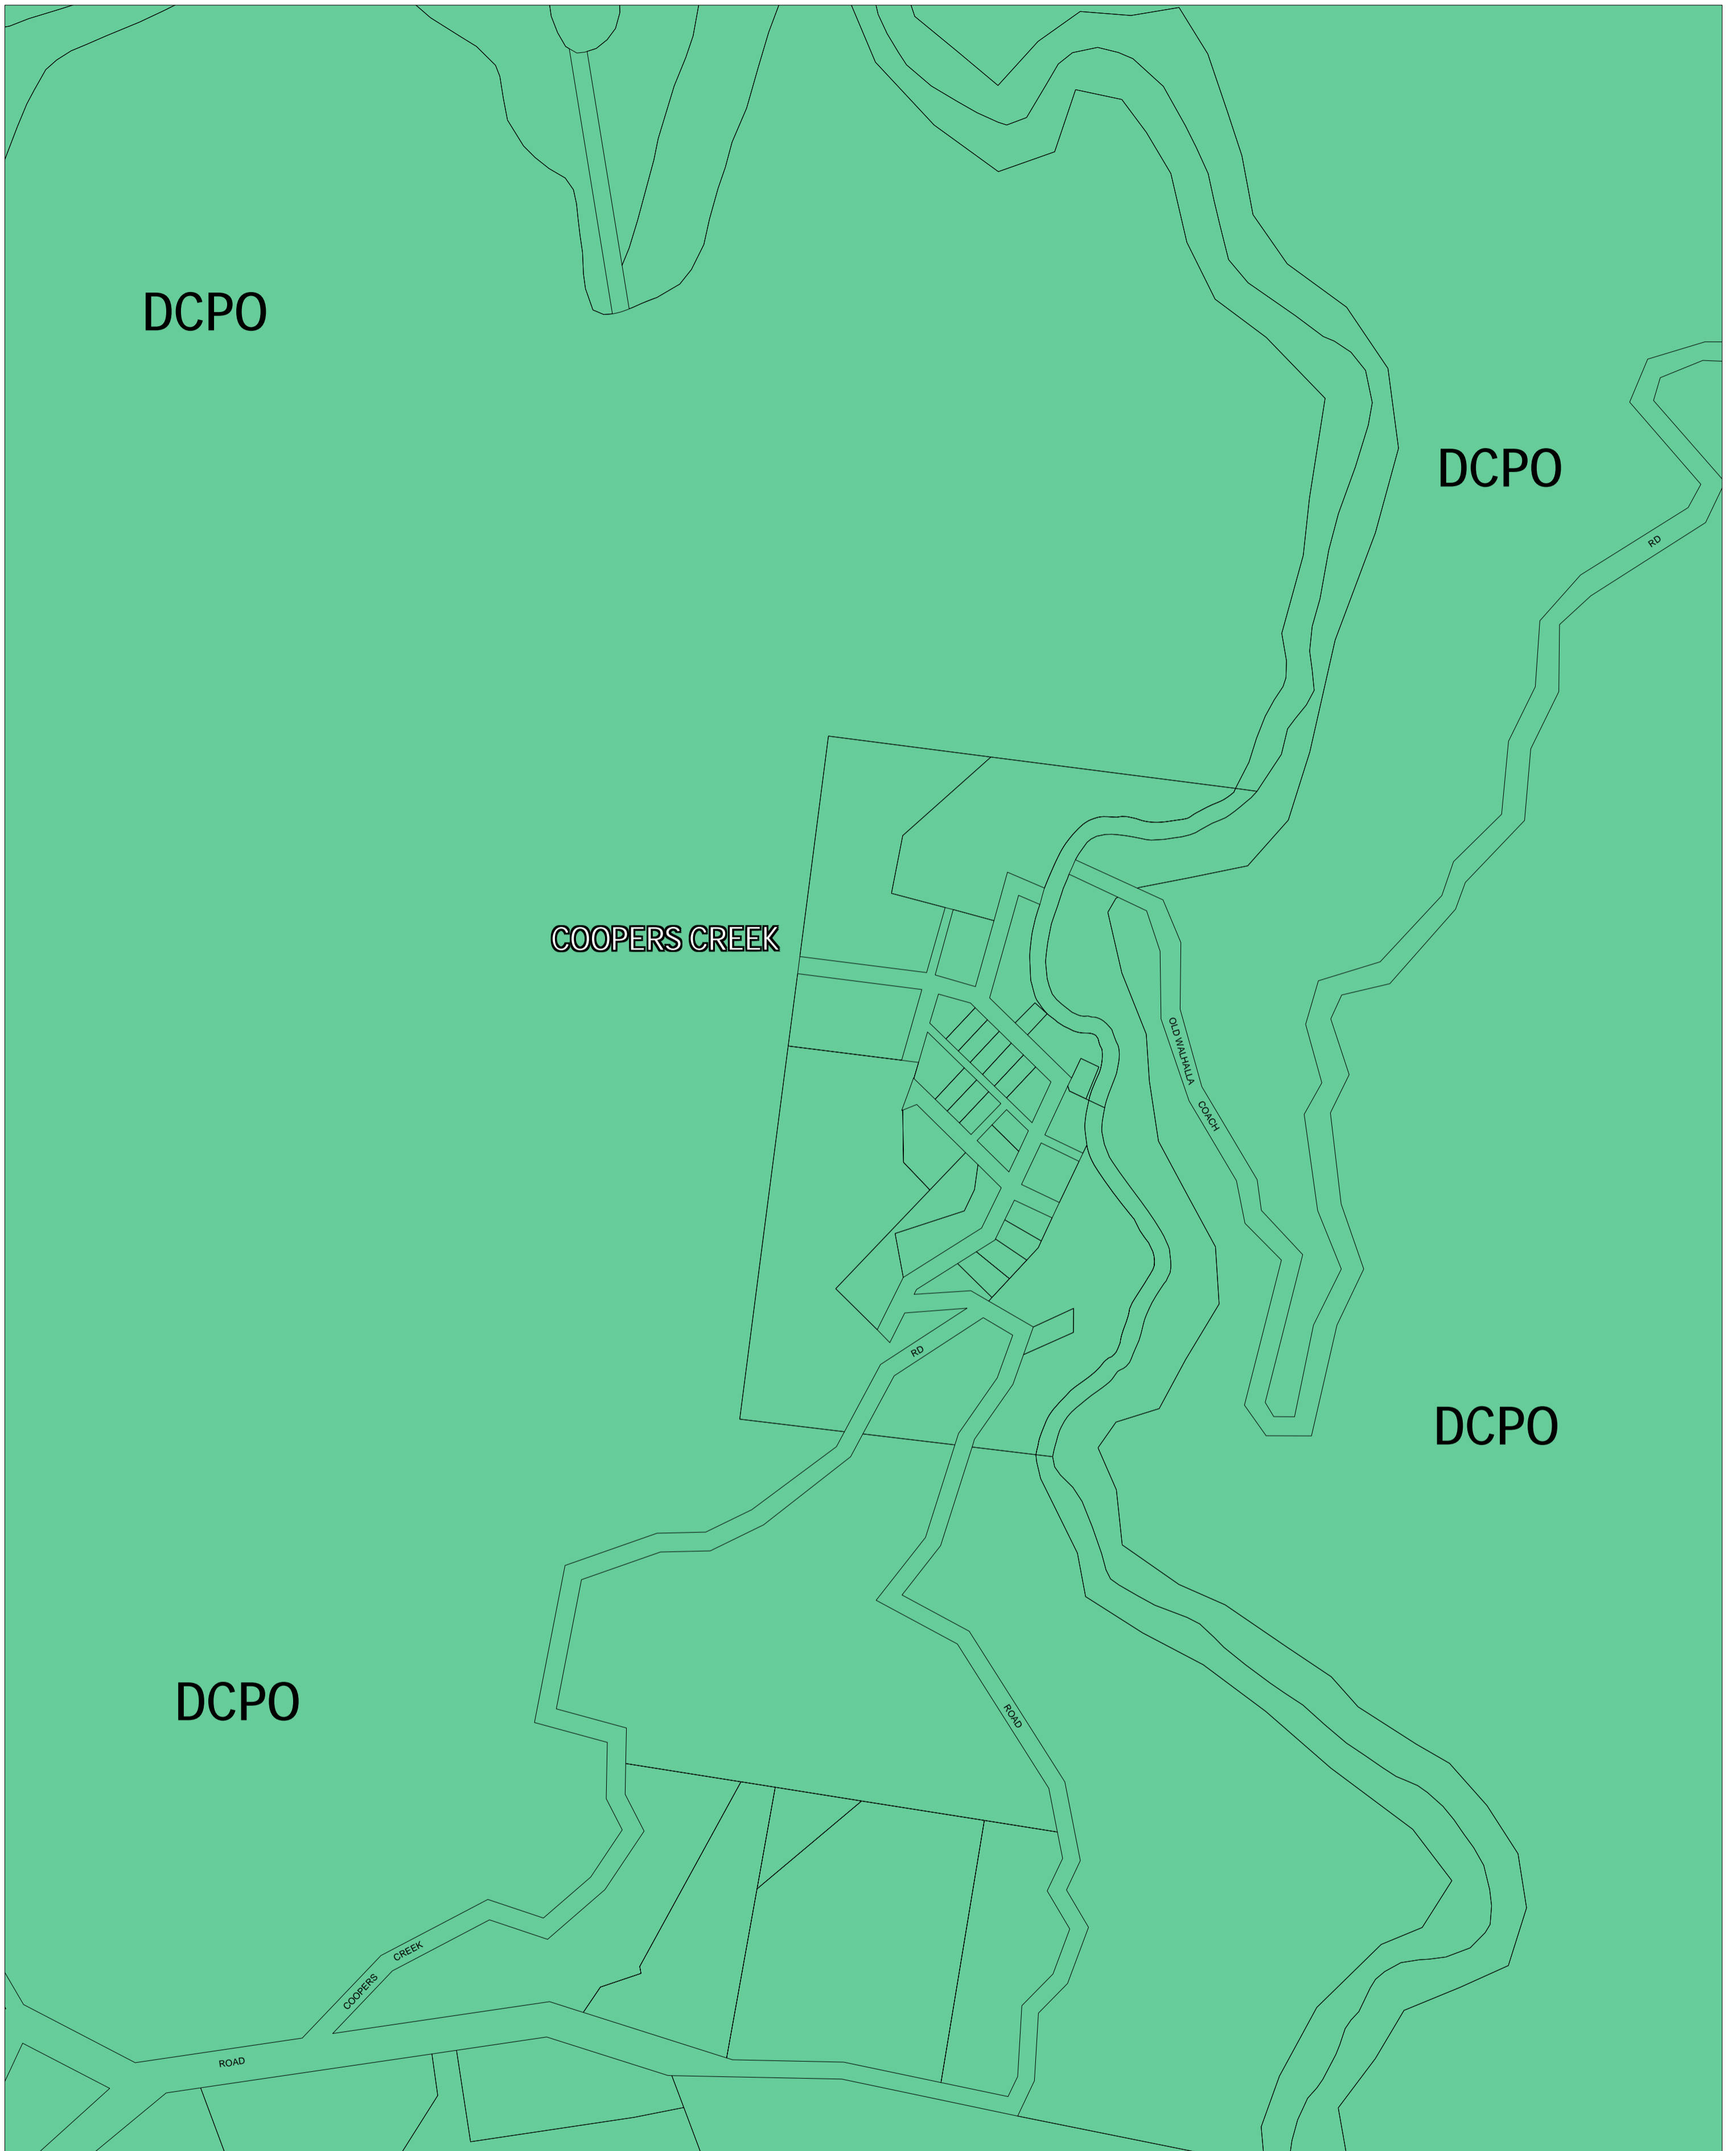 DCPO
DCPO
RD
COOPERS CREEK
OLD WALHALLA
COACH
RD
DCPO
DCPO
ROAD
CREEK
COOPERS
ROAD